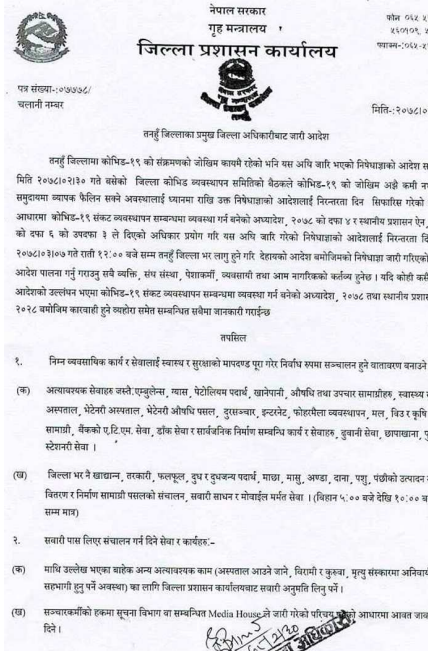 नेपाल सरकार
गृह मन्त्रालय
जिल्ला प्रशासन कार्यालय
फोन ०६५
५६०१०९,
फ्याक्स-:०६५-५
पत्र संख्या-:०७७७८/
चलानी नम्बर
मिति-:२०७८।०
तनहुँ जिल्लाका प्रमुख जिल्ला अधिकारीबाट जारी आदेश
तनहुँ जिल्लामा कोभिड-१९ को संक्रमणको जोखिम कायमै रहेको भनि यस अघि जारी भएको निषेधाज्ञाको आदेश स
मिति २०७८।०२।३० गते बसेको जिल्ला कोभिड व्यवस्थापन समितिको बैठकले कोभिड-१९ को जोखिम अझै कमी न
समुदायमा व्यापक फैलिन सक्ने अवस्थालाई ध्यानमा राखि उक्त निषेधाज्ञाको आदेशलाई निरन्तरता दिन सिफारिस गरेको
आधारमा कोभिड-१९ संकट व्यवस्थापन सम्बन्धमा व्यवस्था गर्न बनेको अध्यादेश, २०७८ को दफा ४ र स्थानीय प्रशासन ऐन,
को दफा ६ को उपदफा ३ ले दिएको अधिकार प्रयोग गरि यस अघि जारी गरेको निषेधाज्ञाको आदेशलाई निरन्तरता दि
२०७८।०३।०७ गते राती १२:०० बजे सम्म तनहुँ जिल्ला भर लागु हुने गरि देहायको आदेश बमोजिमको निषेधाज्ञा जारी गरिएको
आदेश पालना गर्नु गराउनु सबै व्यक्ति, संघ संस्था, पेशाकर्मी, व्यवसायी तथा आम नागरिकको कर्तव्य हुनेछ । यदि कोही कसै
आदेशको उल्लंघन भएमा कोभिड-१९ संकट व्यवस्थापन सम्बन्धमा व्यवस्था गर्न बनेको अध्यादेश, २०७८ तथा स्थानीय प्रशास
२०२८ बमोजिम कारवाही हुने व्यहोरा समेत सम्बन्धित सबैमा जानकारी गराईन्छ
तपसिल
१. निम्न व्यवसायिक कार्य र सेवालाई स्वास्थ र सुरक्षाको मापदण्ड पूरा गरेर निर्वाध रुपमा सञ्चालन हुने वातावरण बनाउने
(क) अत्यावश्यक सेवाहरु जस्तै:एम्बुलेन्स, ग्यास, पेटोलियम पदार्थ, खानेपानी, औषधि तथा उपचार सामाग्रीहरु, स्वास्थ्य
अस्पताल, भेटेनरी अस्पताल, भेटेनरी औषधि पसल, दुरसञ्चार, इन्टरनेट, फोहरमैला व्यवस्थापन, मल, विउ र कृषि
सामाग्री, बैंकको ए.टि.एम. सेवा, डाँक सेवा र सार्वजनिक निर्माण सम्बन्धि कार्य र सेवाहरु, ढुवानी सेवा, छापाखाना, पु
स्टेशनरी सेवा ।
(ख) जिल्ला भर नै खाद्यान्न, तरकारी, फलफूल, दुध र दुधजन्य पदार्थ, माछा, मासु, अण्डा, दाना, पशु, पंछीको उत्पादन
वितरण र निर्माण सामाग्री पसलको संचालन, सवारी साधन र मोवाईल मर्मत सेवा । (विहान ५:०० बजे देखि १०:०० ब
सम्म मात्र)
२. सवारी पास लिएर संचालन गर्न दिने सेवा र कार्यहरु:-
(क) माथि उल्लेख भएका बाहेक अन्य अत्यावश्यक काम (अस्पताल आउने जाने, विरामी र कुरुवा, मृत्यु संस्कारमा अनिवार्य
सहभागी हुनु पर्ने अवस्था) का लागि जिल्ला प्रशासन कार्यालयबाट सवारी अनुमति लिनु पर्ने ।
(ख) सञ्चारकर्मीको हकमा सूचना विभाग वा सम्बन्धित Media House ले जारी गरेको परिचय आधारमा आवत जाव
दिने ।
अधिकारी